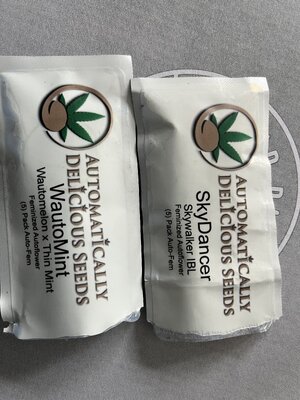 AUTOMATICALLY
DELICIOUS SEEDS
WautoMint
Wautomelon x Thin Mint
Feminized Autoflower
(5) Pack Auto-Fem
AUTOMATICALLY
DELICIOUS SEEDS
SkyDancer
Skywalker IBL
Feminized Autoflower
(5) Pack Auto-Fem